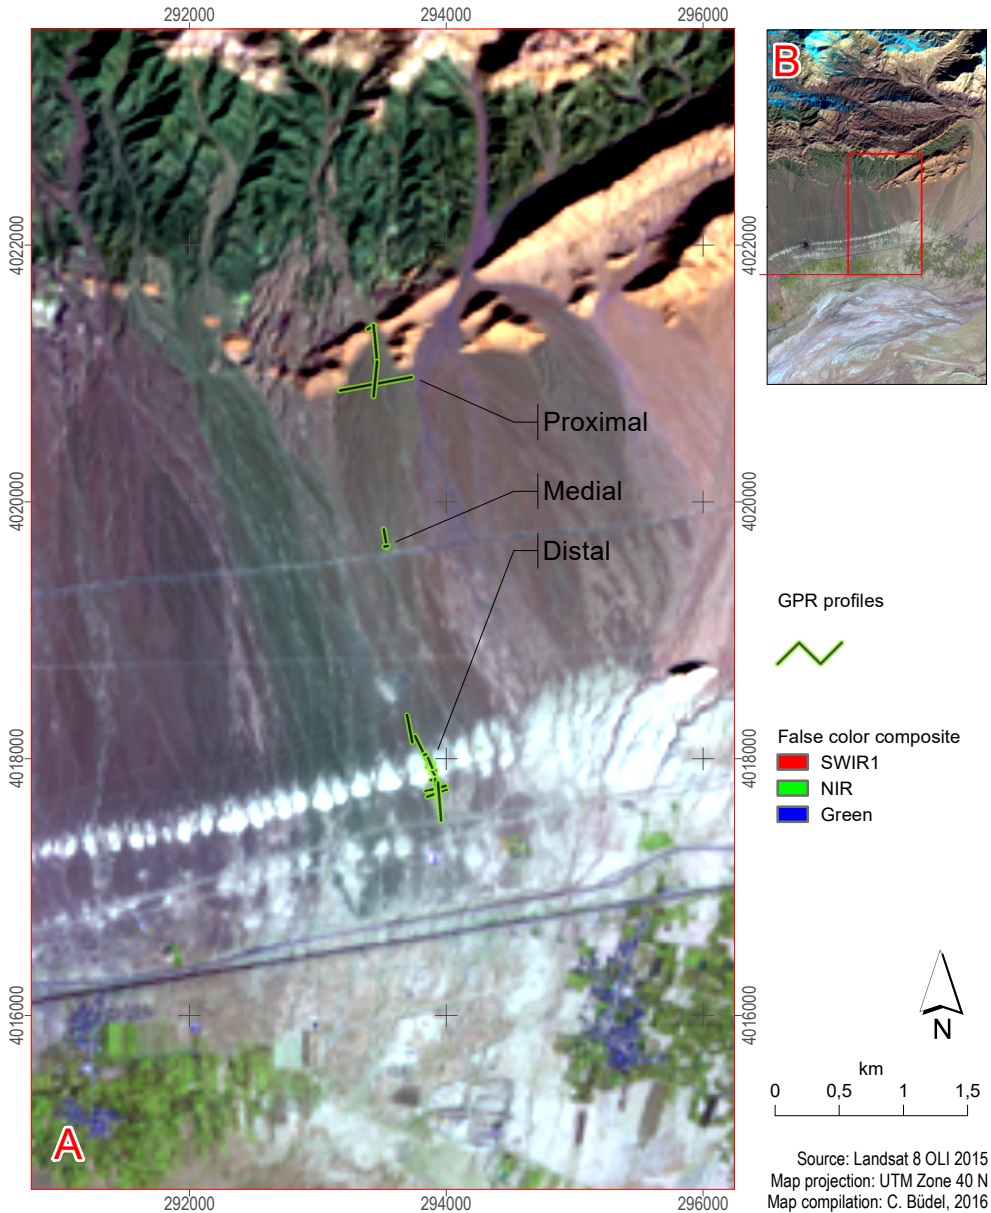 292000 294000 296000
B
4022000 4022000
Proximal
4020000 4020000
Medial
Distal
GPR profiles
False color composite
SWIR1
NIR
Green
4018000 4018000
4016000 4016000
N
km
0 0,5 1 1,5
A
292000 294000 296000
Source: Landsat 8 OLI 2015
Map projection: UTM Zone 40 N
Map compilation: C. Büdel, 2016